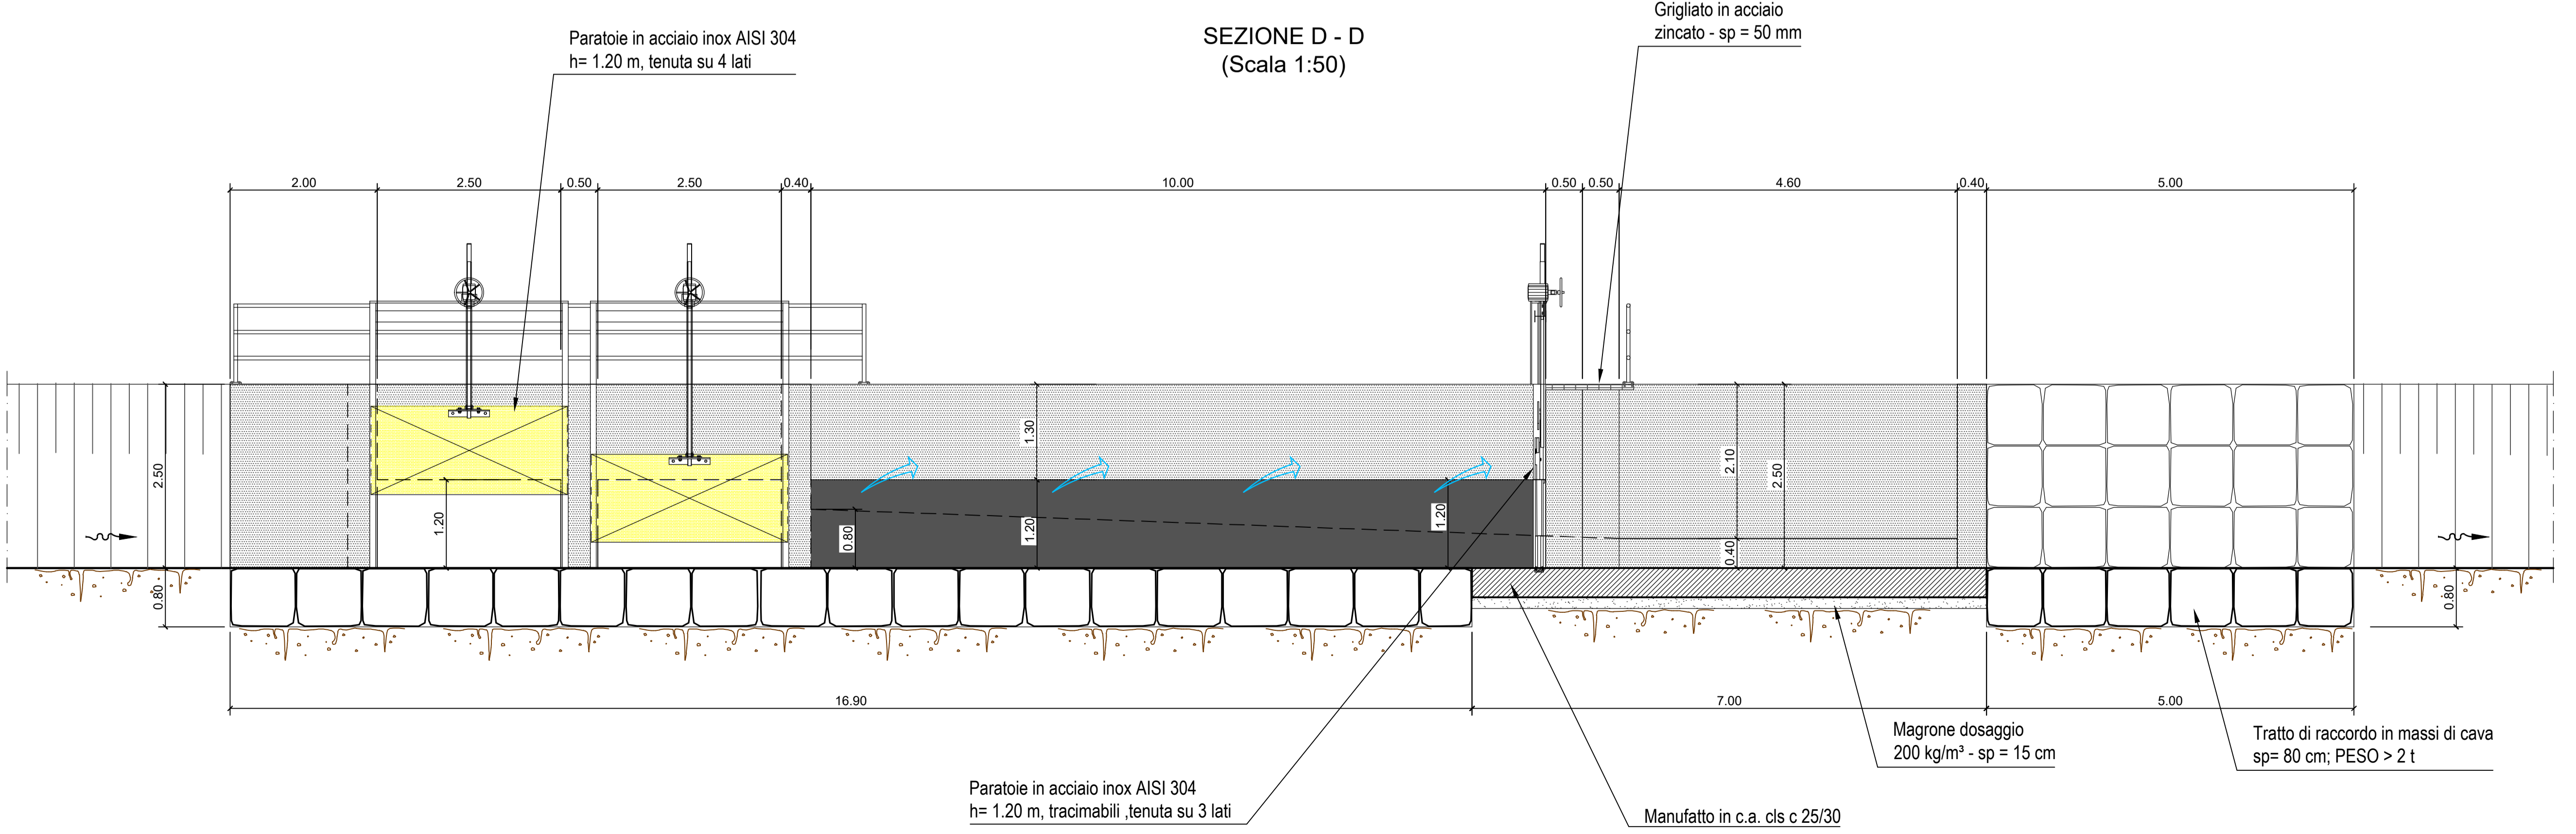 Grigliato in acciaio
zincato - sp = 50 mm
SEZIONE D - D
(Scala 1:50)
Paratoie in acciaio inox AISI 304
h= 1.20 m, tenuta su 4 lati
2.00
2.50
0.50
2.50
0.40
10.00
0.50
0.50
4.60
0.40
5.00
2.50
1.20
0.80
1.30
1.20
1.20
2.10
0.40
2.50
0.80
0.80
16.90
7.00
5.00
Magrone dosaggio
200 kg/m³ - sp = 15 cm
Tratto di raccordo in massi di cava
sp= 80 cm; PESO > 2 t
Paratoie in acciaio inox AISI 304
h= 1.20 m, tracimabili ,tenuta su 3 lati
Manufatto in c.a. cls c 25/30